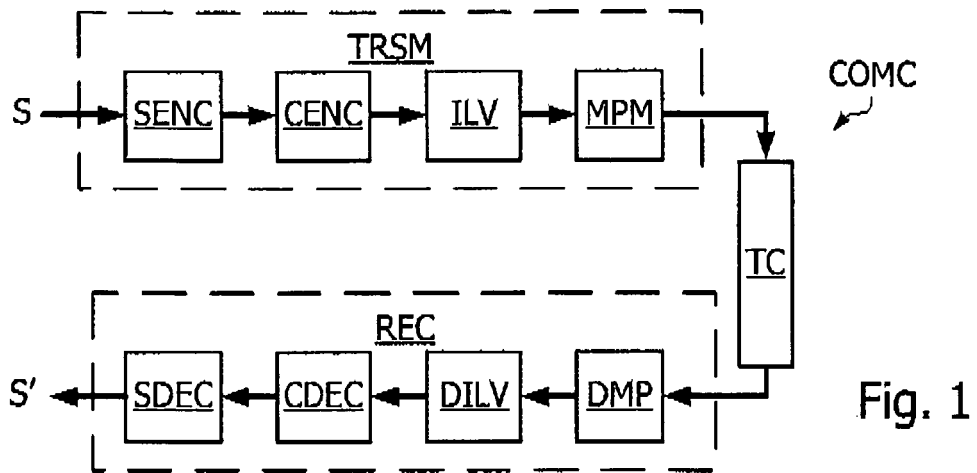 TRSM
COMC
S SENC CENC ILV MPM
TC
REC
S' SDEC CDEC DILV DMP
Fig. 1